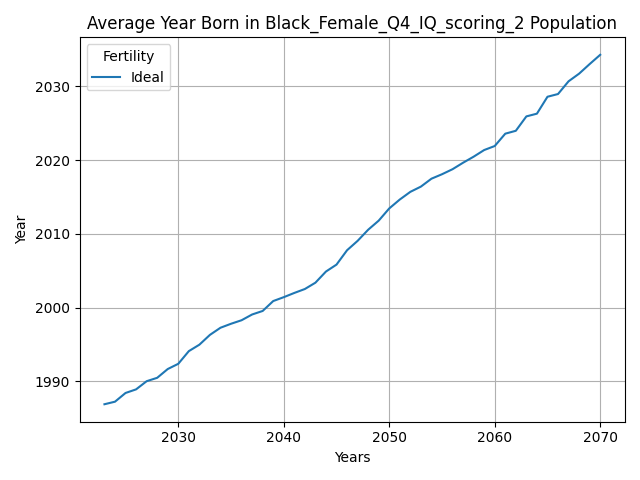 Average Year Born in Black_Female_Q4_IQ_scoring_2 Population
Fertility
Ideal
Year
2030
2020
2010
2000
1990
2030 2040 2050 2060 2070
Years